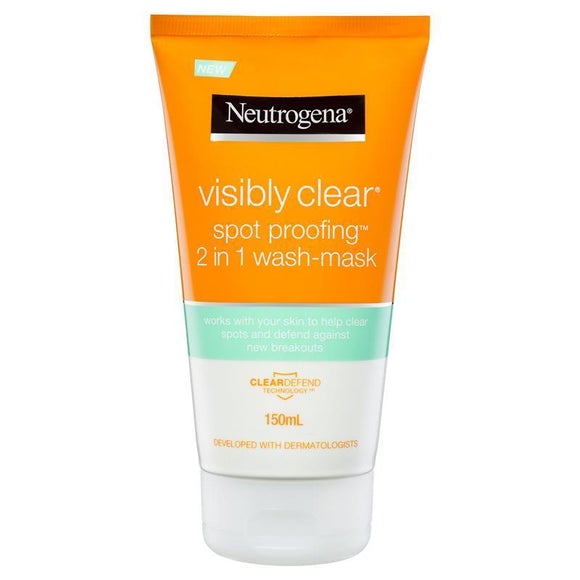 NEW
Neutrogena®
visibly clear®
spot proofing™
2 in 1 wash-mask
works with your skin to help clear
spots and defend against
new breakouts
CLEARDEFEND
TECHNOLOGY™
150mL
DEVELOPED WITH DERMATOLOGISTS